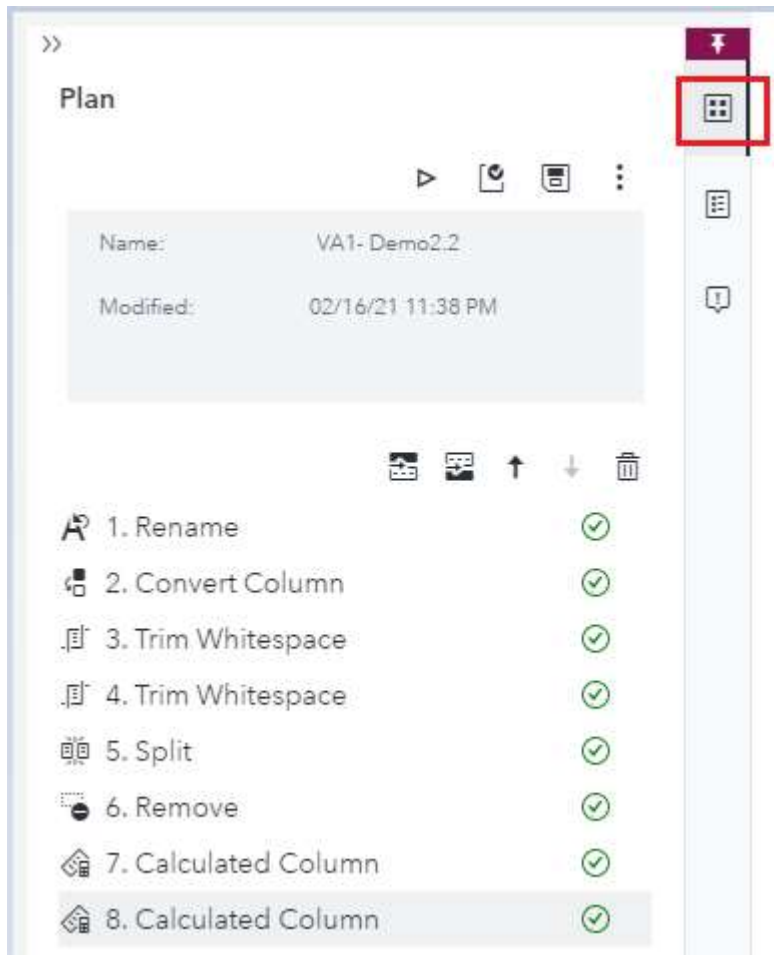 Plan
Name: VA1- Demo2.2
Modified: 02/16/21 11:38 PM
1. Rename
2. Convert Column
3. Trim Whitespace
4. Trim Whitespace
5. Split
6. Remove
7. Calculated Column
8. Calculated Column